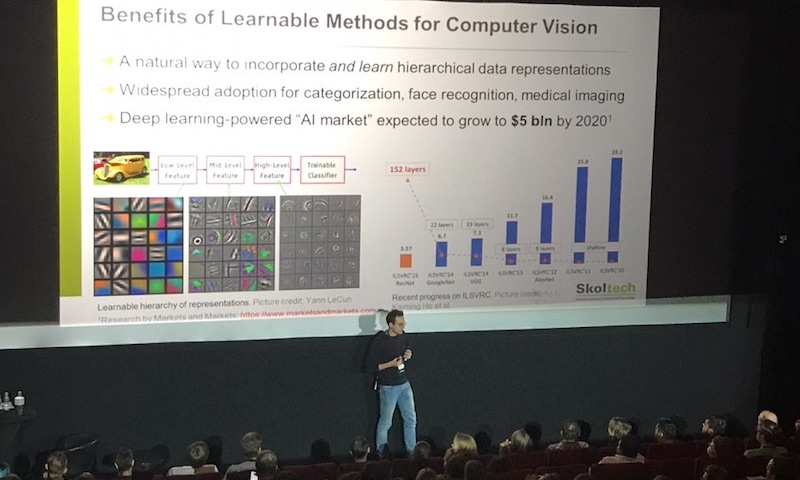 Benefits of Learnable Methods for Computer Vision
A natural way to incorporate and learn hierarchical data representations
Widespread adoption for categorization, face recognition, medical imaging
Deep learning-powered "AI market" expected to grow to $5 bln by 2020¹
Low-Level Feature
Mid-Level Feature
High-Level Feature
Trainable Classifier
152 layers
22 layers
19 layers
8 layers
8 layers
shallow
3.57
6.7
7.3
11.7
16.4
25.8
28.2
ILSVRC'15 ResNet
ILSVRC'14 GoogleNet
ILSVRC'14 VGG
ILSVRC'13
ILSVRC'12 AlexNet
ILSVRC'11
ILSVRC'10
Learnable hierarchy of representations. Picture credit: Yann LeCun
¹Research by Markets and Markets: https://www.marketsandmarkets.com
Recent progress on ILSVRC. Picture credit:
Kaiming He et al
Skoltech